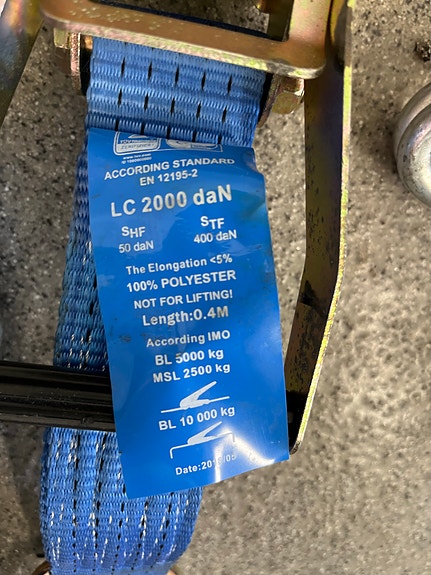 ACCORDING STANDARD
EN 12195-2
LC 2000 daN
SHF STF
50 daN 400 daN
The Elongation <5%
100% POLYESTER
NOT FOR LIFTING!
Length:0.4M
According IMO
BL 5000 kg
MSL 2500 kg
BL 10 000 kg